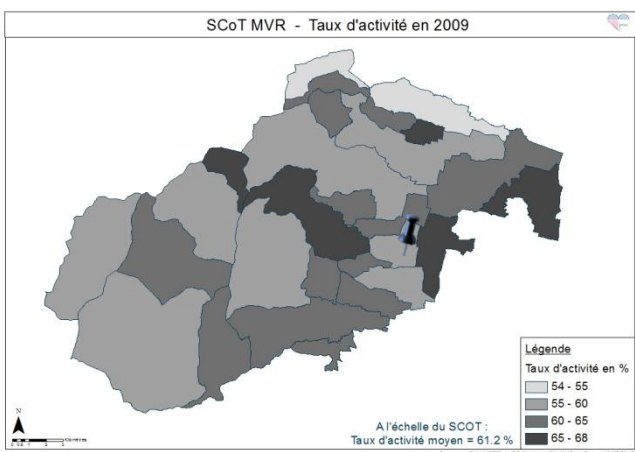 SCoT MVR - Taux d'activité en 2009
Légende
Taux d'activité en %
54 - 55
55 - 60
60 - 65
65 - 68
A l'échelle du SCOT :
Taux d'activité moyen = 61.2 %
N